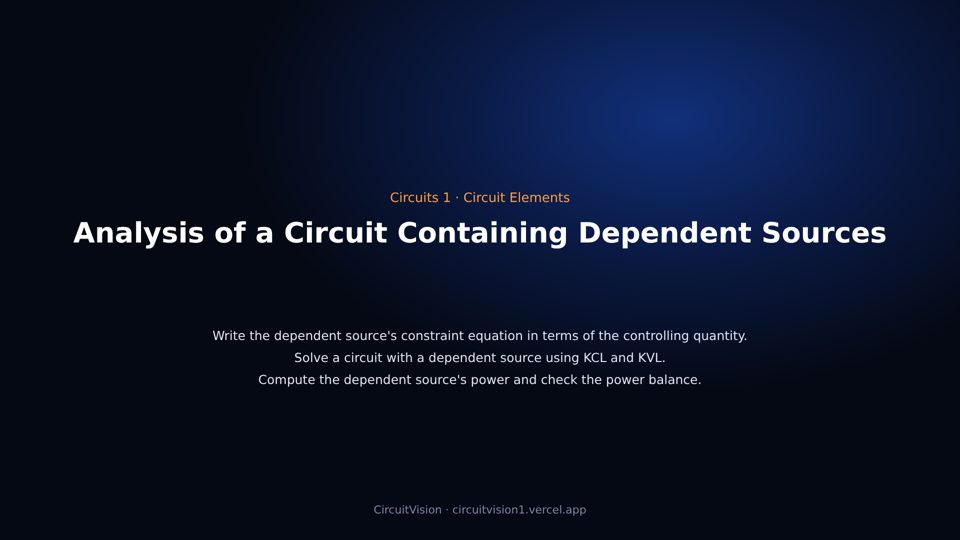 Circuits 1 · Circuit Elements
Analysis of a Circuit Containing Dependent Sources
Write the dependent source's constraint equation in terms of the controlling quantity.
Solve a circuit with a dependent source using KCL and KVL.
Compute the dependent source's power and check the power balance.
CircuitVision · circuitvision1.vercel.app